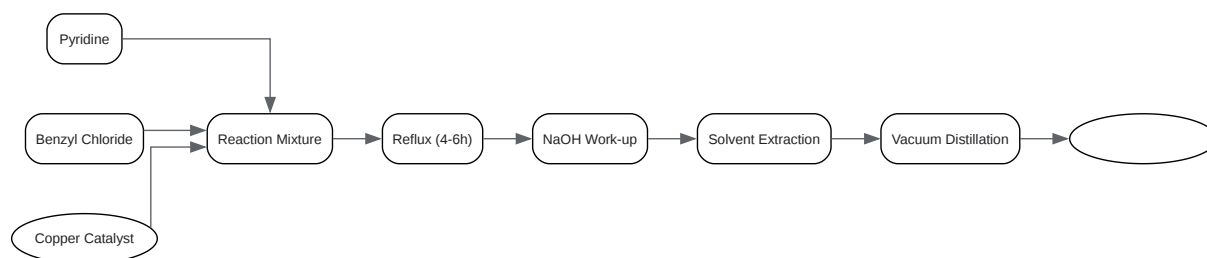 Pyridine
Benzyl Chloride
Reaction Mixture
Reflux (4-6h)
NaOH Work-up
Solvent Extraction
Vacuum Distillation
Copper Catalyst